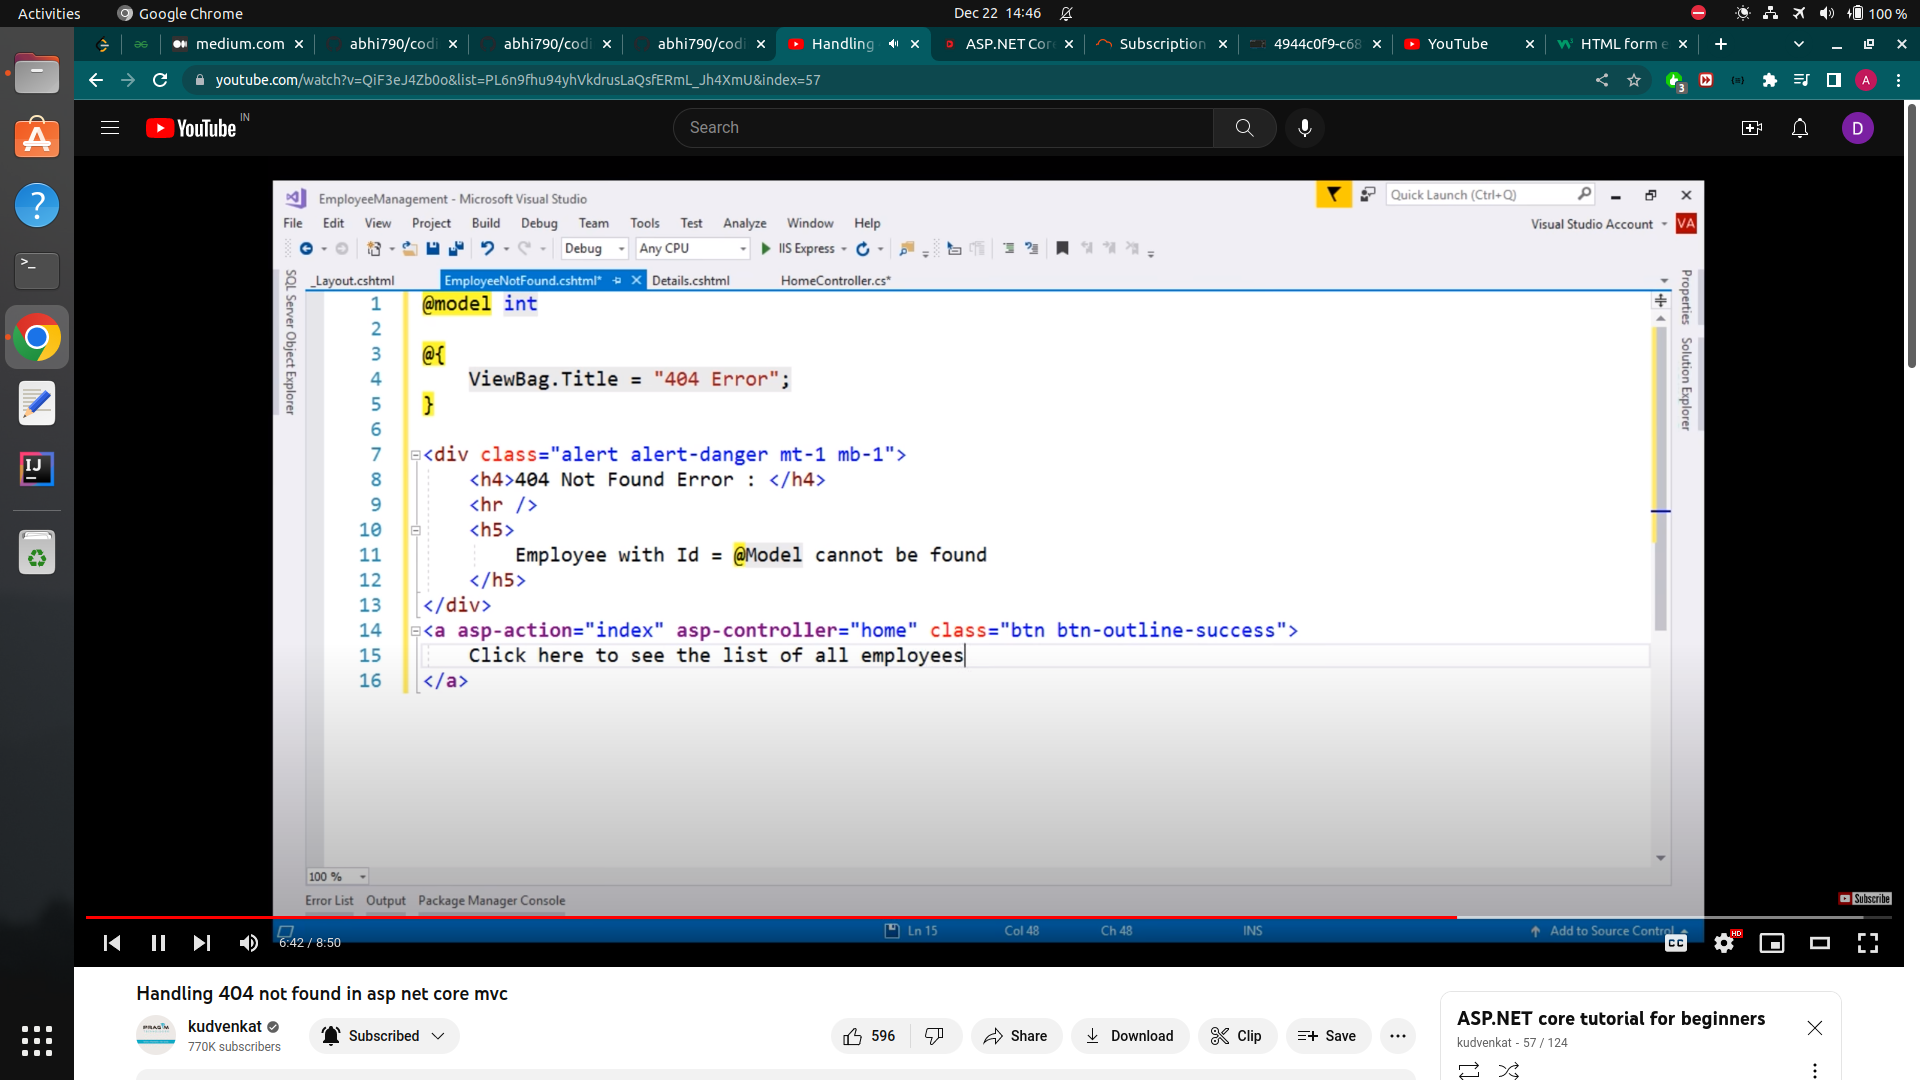 Activities
Google Chrome
Dec 22 14:46
100 %
medium.com
abhi790/codi
abhi790/codi
abhi790/codi
Handling
ASP.NET Cor
Subscription
4944c0f9-c68
YouTube
HTML form e
youtube.com/watch?v=QiF3eJ4Zb0o&list=PL6n9fhu94yhVkdrusLaQsfERmL_Jh4XmU&index=57
3
A
YouTube IN
Search
D
EmployeeManagement - Microsoft Visual Studio
Quick Launch (Ctrl+Q)
File Edit View Project Build Debug Team Tools Test Analyze Window Help
Visual Studio Account VA
Debug Any CPU IIS Express
_Layout.cshtml EmployeeNotFound.cshtml* Details.cshtml HomeController.cs*
SQL Server Object Explorer
Properties
Solution Explorer
1 @model int
2
3 @{
4 ViewBag.Title = "404 Error";
5 }
6
7 <div class="alert alert-danger mt-1 mb-1">
8 <h4>404 Not Found Error : </h4>
9 <hr />
10 <h5>
11 Employee with Id = @Model cannot be found
12 </h5>
13 </div>
14 <a asp-action="index" asp-controller="home" class="btn btn-outline-success">
15 Click here to see the list of all employees
16 </a>
100 %
Error List Output Package Manager Console
Subscribe
Ln 15 Col 48 Ch 48 INS Add to Source Control
6:42 / 8:50
CC
HD
Handling 404 not found in asp net core mvc
PRAGIM
kudvenkat
770K subscribers
Subscribed
596
Share
Download
Clip
Save
ASP.NET core tutorial for beginners
kudvenkat - 57 / 124